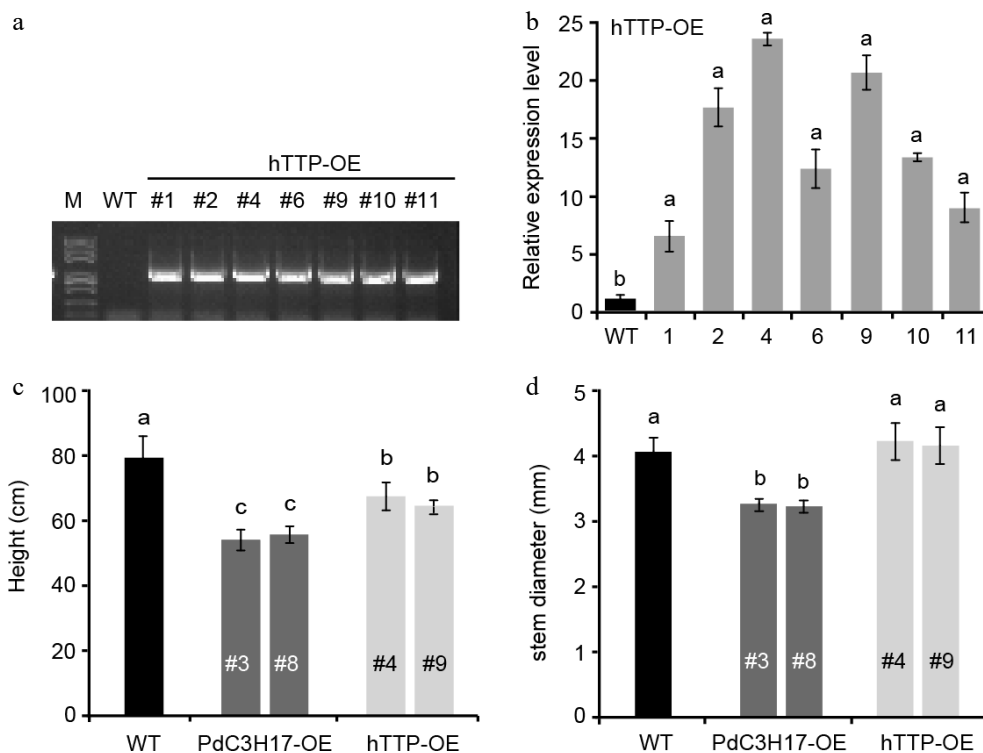 a
hTTP-OE
M WT #1 #2 #4 #6 #9 #10 #11
b
hTTP-OE
Relative expression level
25
20
15
10
5
0
b a a a a a a a
WT 1 2 4 6 9 10 11
c
Height (cm)
100
80
60
40
20
0
a c c b b
#3 #8 #4 #9
WT PdC3H17-OE hTTP-OE
d
stem diameter (mm)
5
4
3
2
1
0
a b b a a
#3 #8 #4 #9
WT PdC3H17-OE hTTP-OE